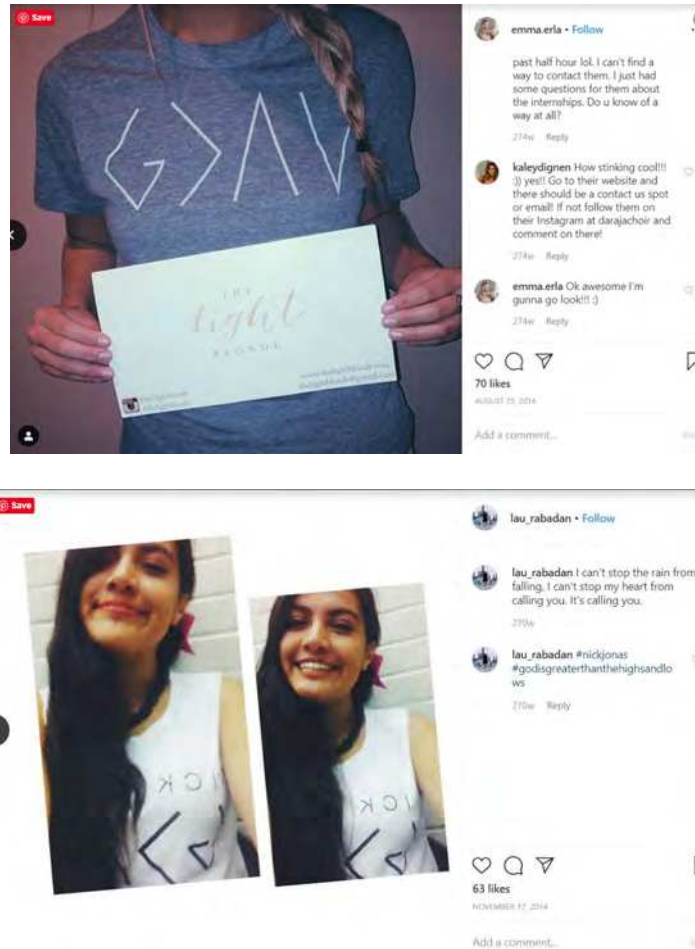 Save
emma.erla • Follow
past half hour lol. I can't find a
way to contact them. I just had
some questions for them about
the internships. Do u know of a
way at all?
274w Reply
kaleydignen How stinking cool!!!
:)) yes!! Go to their website and
there should be a contact us spot
or email! If not follow them on
their Instagram at darajachoir and
comment on there!
274w Reply
emma.erla Ok awesome I'm
gunna go look!!! :)
274w Reply
70 likes
AUGUST 25, 2014
Add a comment...
G>ΛV
THE
light
BLONDE
Save
lau_rabadan • Follow
lau_rabadan I can't stop the rain from
falling, I can't stop my heart from
calling you. It's calling you.
270w
lau_rabadan #nickjonas
#godisgreaterthanthehighsandlo
ws
270w Reply
63 likes
NOVEMBER 17, 2014
Add a comment...
ICK